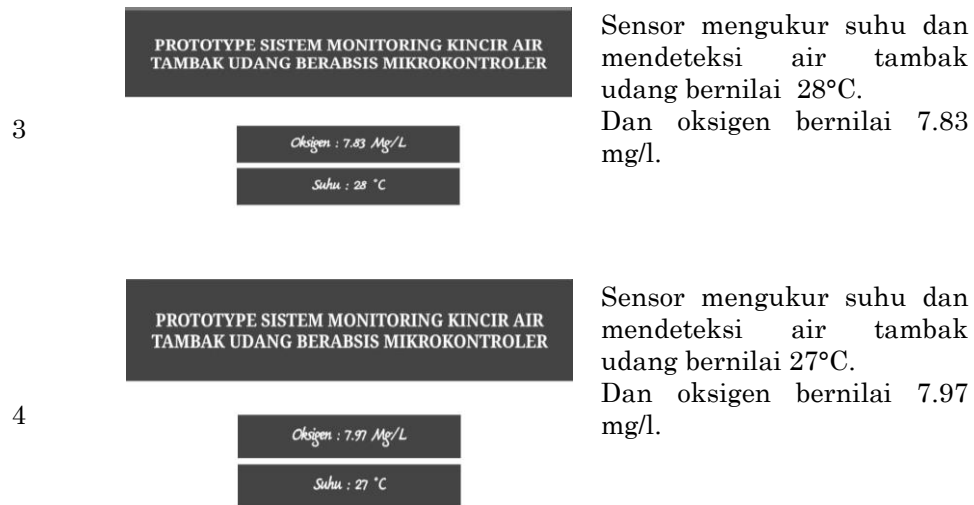 3
PROTOTYPE SISTEM MONITORING KINCIR AIR
TAMBAK UDANG BERABSIS MIKROKONTROLER
Oksigen : 7.83 Mg/L
Suhu : 28 °C
Sensor mengukur suhu dan
mendeteksi air tambak
udang bernilai 28°C.
Dan oksigen bernilai 7.83
mg/l.
4
PROTOTYPE SISTEM MONITORING KINCIR AIR
TAMBAK UDANG BERABSIS MIKROKONTROLER
Oksigen : 7.97 Mg/L
Suhu : 27 °C
Sensor mengukur suhu dan
mendeteksi air tambak
udang bernilai 27°C.
Dan oksigen bernilai 7.97
mg/l.